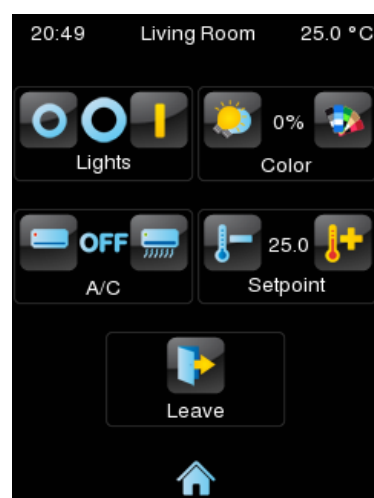 20:49 Living Room 25.0 °C
0%
Lights Color
OFF 25.0
A/C Setpoint
Leave